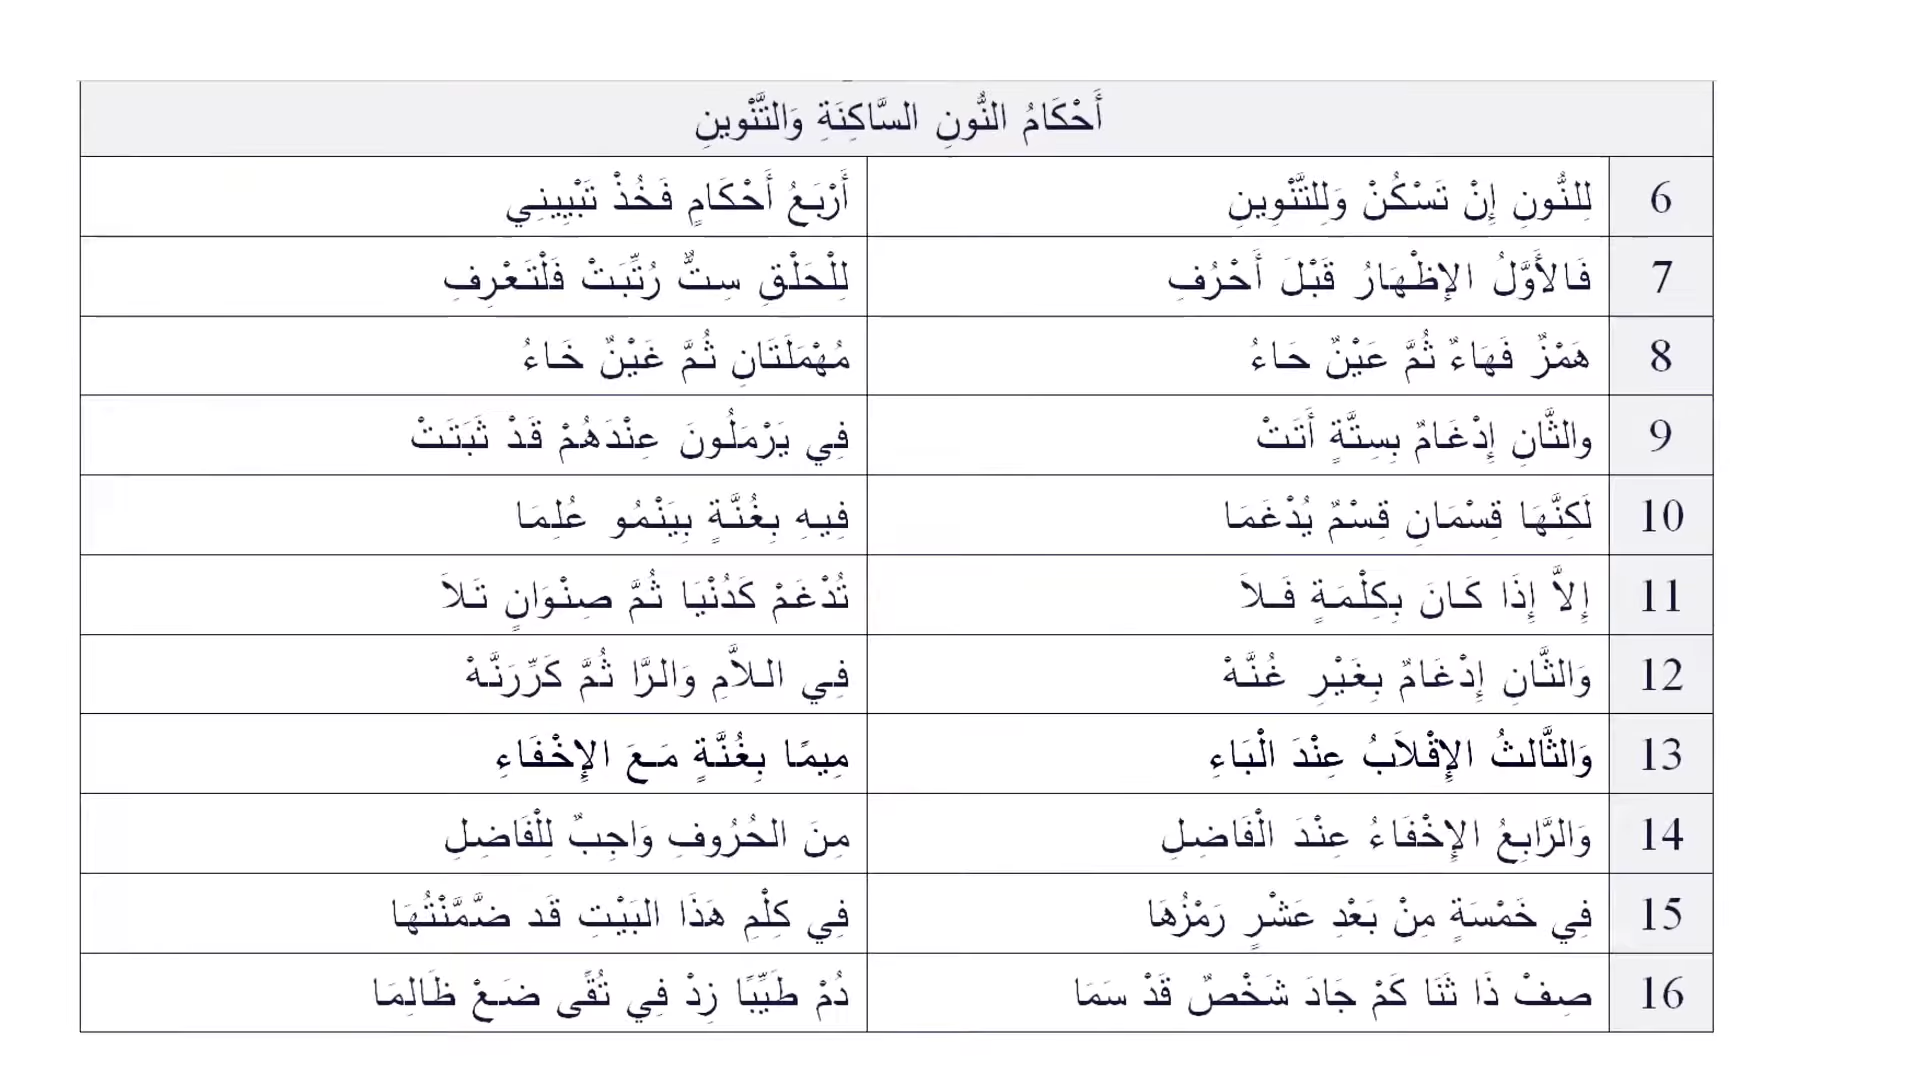 أَحْكَامُ النُّونِ السَّاكِنَةِ وَالتَّنْوِينِ
6 لِلنُّونِ إِنْ تَسْكُنْ وَلِلتَّنْوِينِ أَرْبَعُ أَحْكَامٍ فَخُذْ تَبْيِينِي
7 فَالأَوَّلُ الإِظْهَارُ قَبْلَ أَحْرُفِ لِلْحَلْقِ سِتٌّ رُتِّبَتْ فَلْتَعْرِفِ
8 هَمْزٌ فَهَاءٌ ثُمَّ عَيْنٌ حَاءُ مُهْمَلَتَانِ ثُمَّ غَيْنٌ خَاءُ
9 والثَّانِ إِدْغَامٌ بِسِتَّةٍ أَتَتْ فِي يَرْمَلُونَ عِنْدَهُمْ قَدْ ثَبَتَتْ
10 لَكِنَّهَا قِسْمَانِ قِسْمٌ يُدْغَمَا فِيهِ بِغُنَّةٍ بِيَنْمُو عُلِمَا
11 إِلاَّ إِذَا كَانَ بِكِلْمَةٍ فَلاَ تُدْغَمْ كَدُنْيَا ثُمَّ صِنْوَانٍ تَلاَ
12 وَالثَّانِ إِدْغَامٌ بِغَيْرِ غُنَّهْ فِي اللاَّمِ وَالرَّا ثُمَّ كَرِّرَنَّهْ
13 وَالثَّالثُ الإِقْلاَبُ عِنْدَ الْبَاءِ مِيمًا بِغُنَّةٍ مَعَ الإِخْفَاءِ
14 وَالرَّابِعُ الإِخْفَاءُ عِنْدَ الْفَاضِلِ مِنَ الحُرُوفِ وَاجِبٌ لِلْفَاضِلِ
15 فِي خَمْسَةٍ مِنْ بَعْدِ عَشْرٍ رَمْزُهَا فِي كِلْمِ هَذَا البَيْتِ قَد ضَّمَّنْتُهَا
16 صِفْ ذَا ثَنَا كَمْ جَادَ شَخْصٌ قَدْ سَمَا دُمْ طَيِّبًا زِدْ فِي تُقًى ضَعْ ظَالِمَا